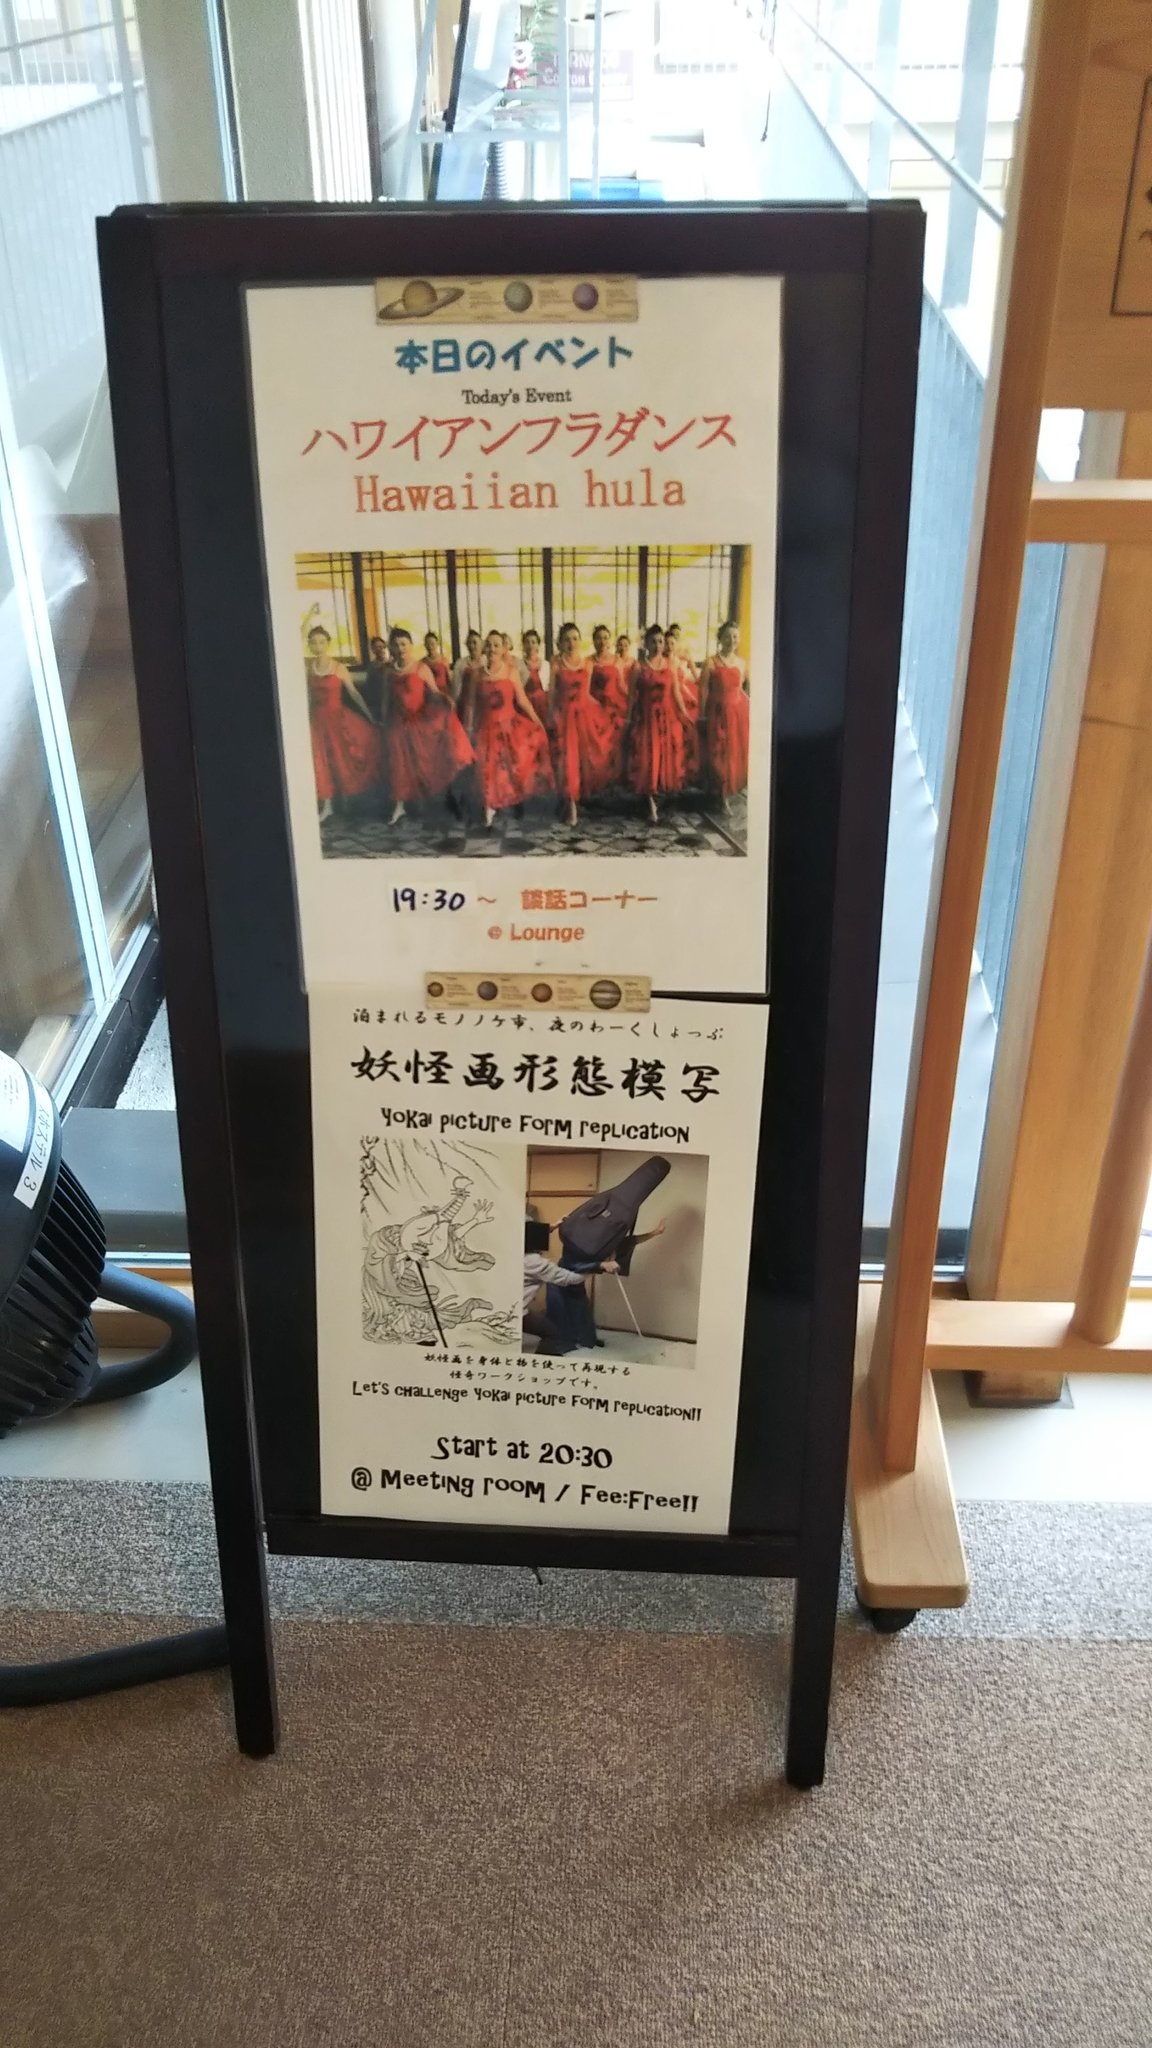 本日のイベント
Today's Event
ハワイアンフラダンス
Hawaiian hula
19:30 ～ 談話コーナー
@ Lounge
泊まれるモノノケ市、夜のわーくしょっぷ
妖怪画形態模写
Yokai picture form replication
妖怪画を身体と物を使って再現する
怪奇ワークショップです。
Let's challenge yokai picture form replication!!
Start at 20:30
@ Meeting room / Fee:Free!!
ホステル 3